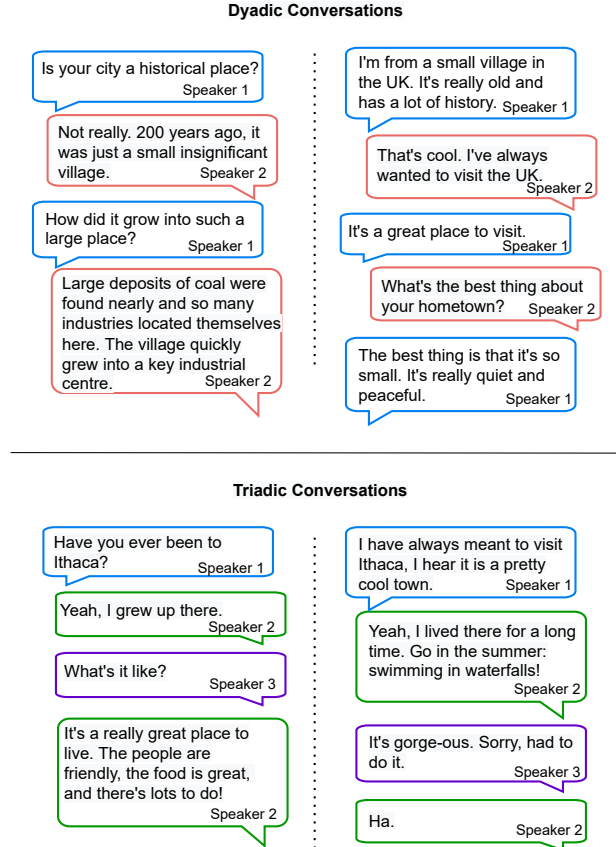 Dyadic Conversations
Is your city a historical place?
Speaker 1
Not really. 200 years ago, it
was just a small insignificant
village.
Speaker 2
How did it grow into such a
large place?
Speaker 1
Large deposits of coal were
found nearly and so many
industries located themselves
here. The village quickly
grew into a key industrial
centre.
Speaker 2
I'm from a small village in
the UK. It's really old and
has a lot of history.
Speaker 1
That's cool. I've always
wanted to visit the UK.
Speaker 2
It's a great place to visit.
Speaker 1
What's the best thing about
your hometown?
Speaker 2
The best thing is that it's so
small. It's really quiet and
peaceful.
Speaker 1
Triadic Conversations
Have you ever been to
Ithaca?
Speaker 1
Yeah, I grew up there.
Speaker 2
What's it like?
Speaker 3
It's a really great place to
live. The people are
friendly, the food is great,
and there's lots to do!
Speaker 2
I have always meant to visit
Ithaca, I hear it is a pretty
cool town.
Speaker 1
Yeah, I lived there for a long
time. Go in the summer:
swimming in waterfalls!
Speaker 2
It's gorge-ous. Sorry, had to
do it.
Speaker 3
Ha.
Speaker 2